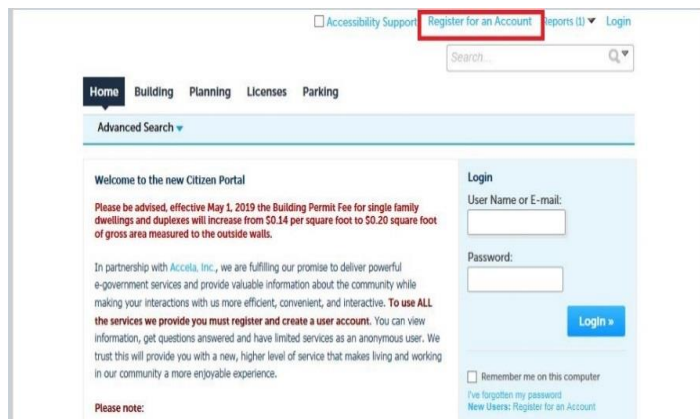 Accessibility Support Register for an Account Reports (1) Login
Search...
Home Building Planning Licenses Parking
Advanced Search
Welcome to the new Citizen Portal
Please be advised, effective May 1, 2019 the Building Permit Fee for single family
dwellings and duplexes will increase from $0.14 per square foot to $0.20 square foot
of gross area measured to the outside walls.
In partnership with Accela, Inc., we are fulfilling our promise to deliver powerful
e-government services and provide valuable information about the community while
making your interactions with us more efficient, convenient, and interactive. To use ALL
the services we provide you must register and create a user account. You can view
information, get questions answered and have limited services as an anonymous user. We
trust this will provide you with a new, higher level of service that makes living and working
in our community a more enjoyable experience.
Please note:
Login
User Name or E-mail:
Password:
Login »
Remember me on this computer
I've forgotten my password
New Users: Register for an Account